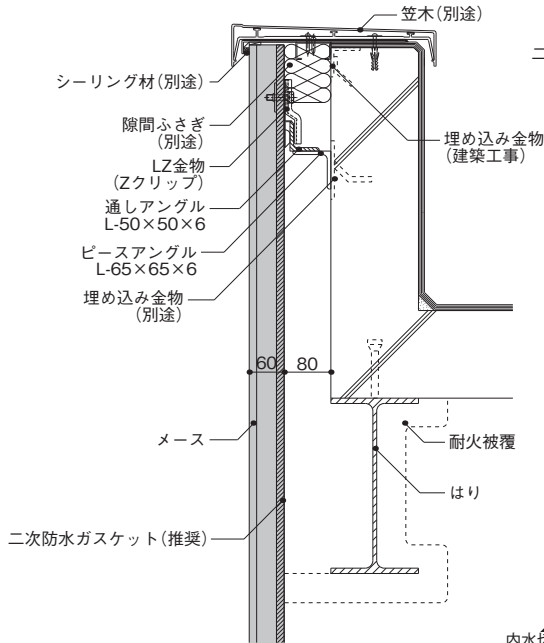 笠木(別途)
二
シーリング材(別途)
隙間ふさぎ
(別途)
埋め込み金物
(建築工事)
LZ金物
(Zクリップ)
通しアングル
L-50×50×6
ピースアングル
L-65×65×6
埋め込み金物
(別途)
60
80
メース
耐火被覆
はり
二次防水ガスケット(推奨)
内水